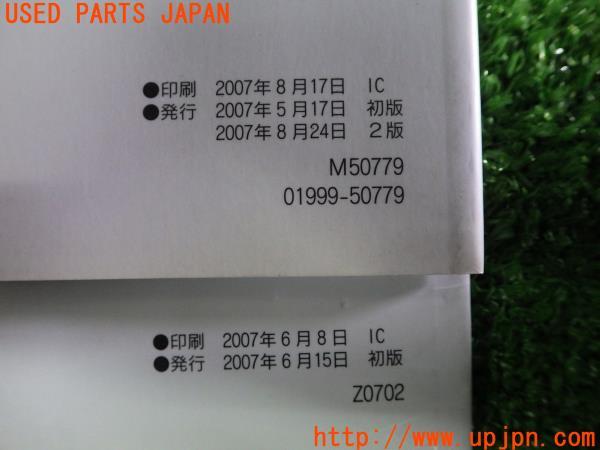 USED PARTS JAPAN
●印刷 2007年8月17日 IC
●発行 2007年5月17日 初版
2007年8月24日 2版
M50779
01999-50779
●印刷 2007年6月8日 IC
●発行 2007年6月15日 初版
Z0702
http://www.upjpn.com/